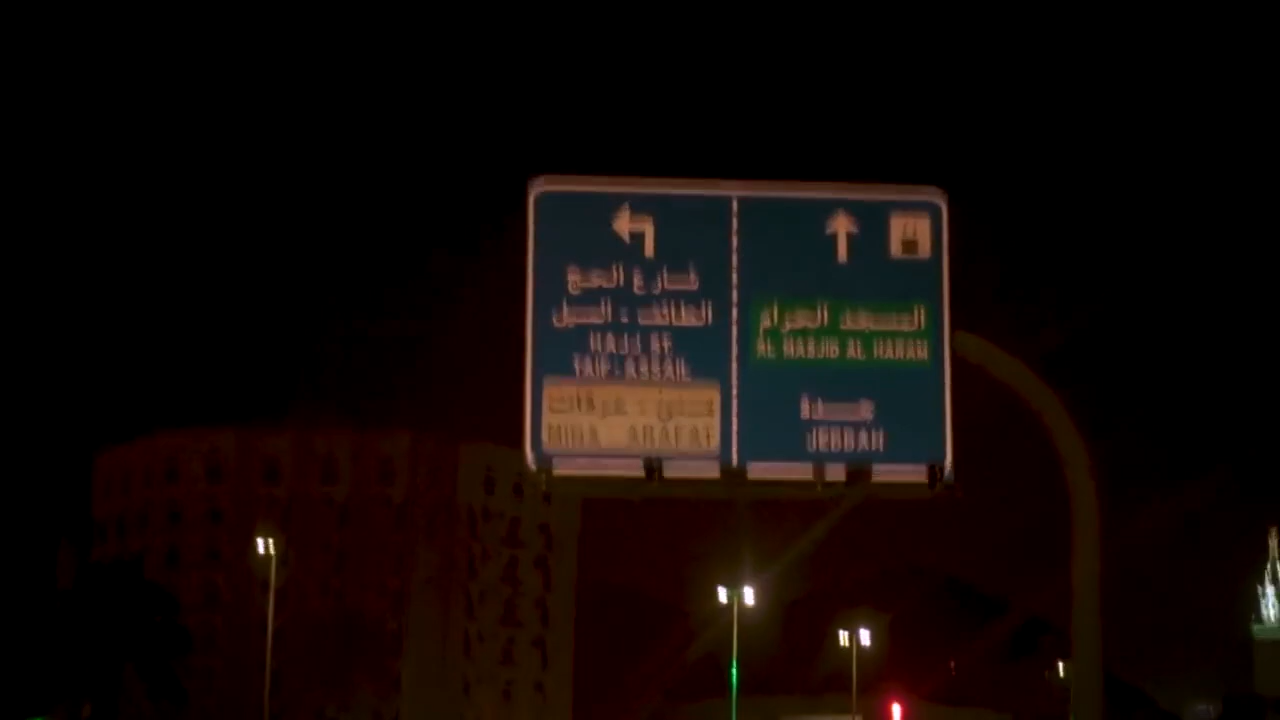 شارع الحج
الطائف - السيل
HAJJ ST
TAIF - ASSAIL
منى - عرفات
MINA - ARAFAT
المسجد الحرام
AL MASJID AL HARAM
جدة
JEDDAH